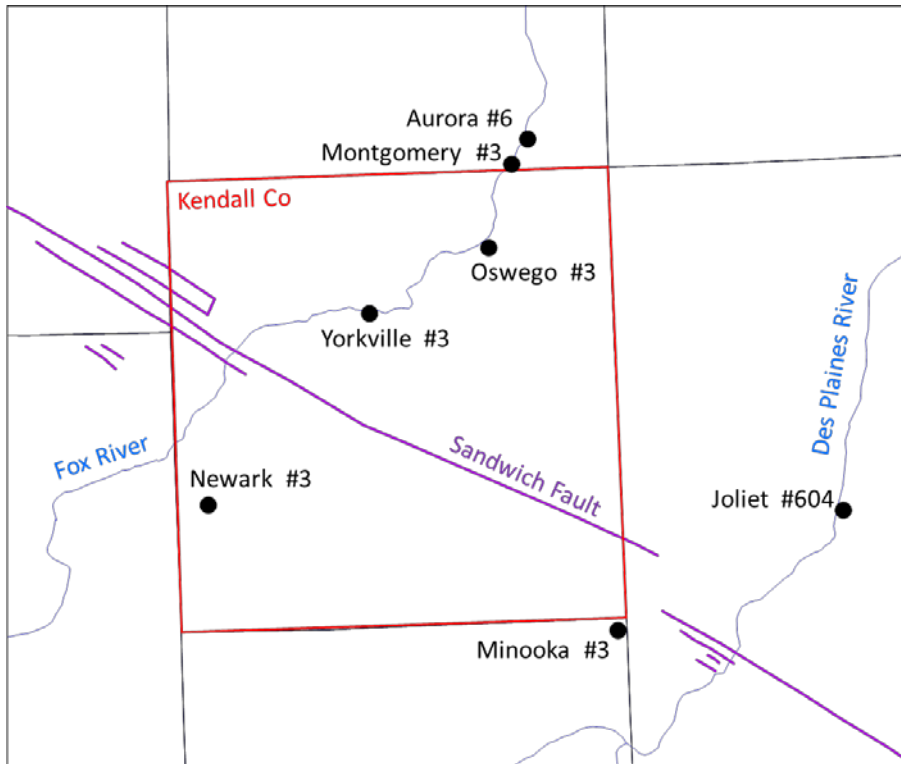 Aurora #6
Montgomery #3
Kendall Co
Oswego #3
Yorkville #3
Des Plaines River
Fox River
Sandwich Fault
Newark #3
Joliet #604
Minooka #3